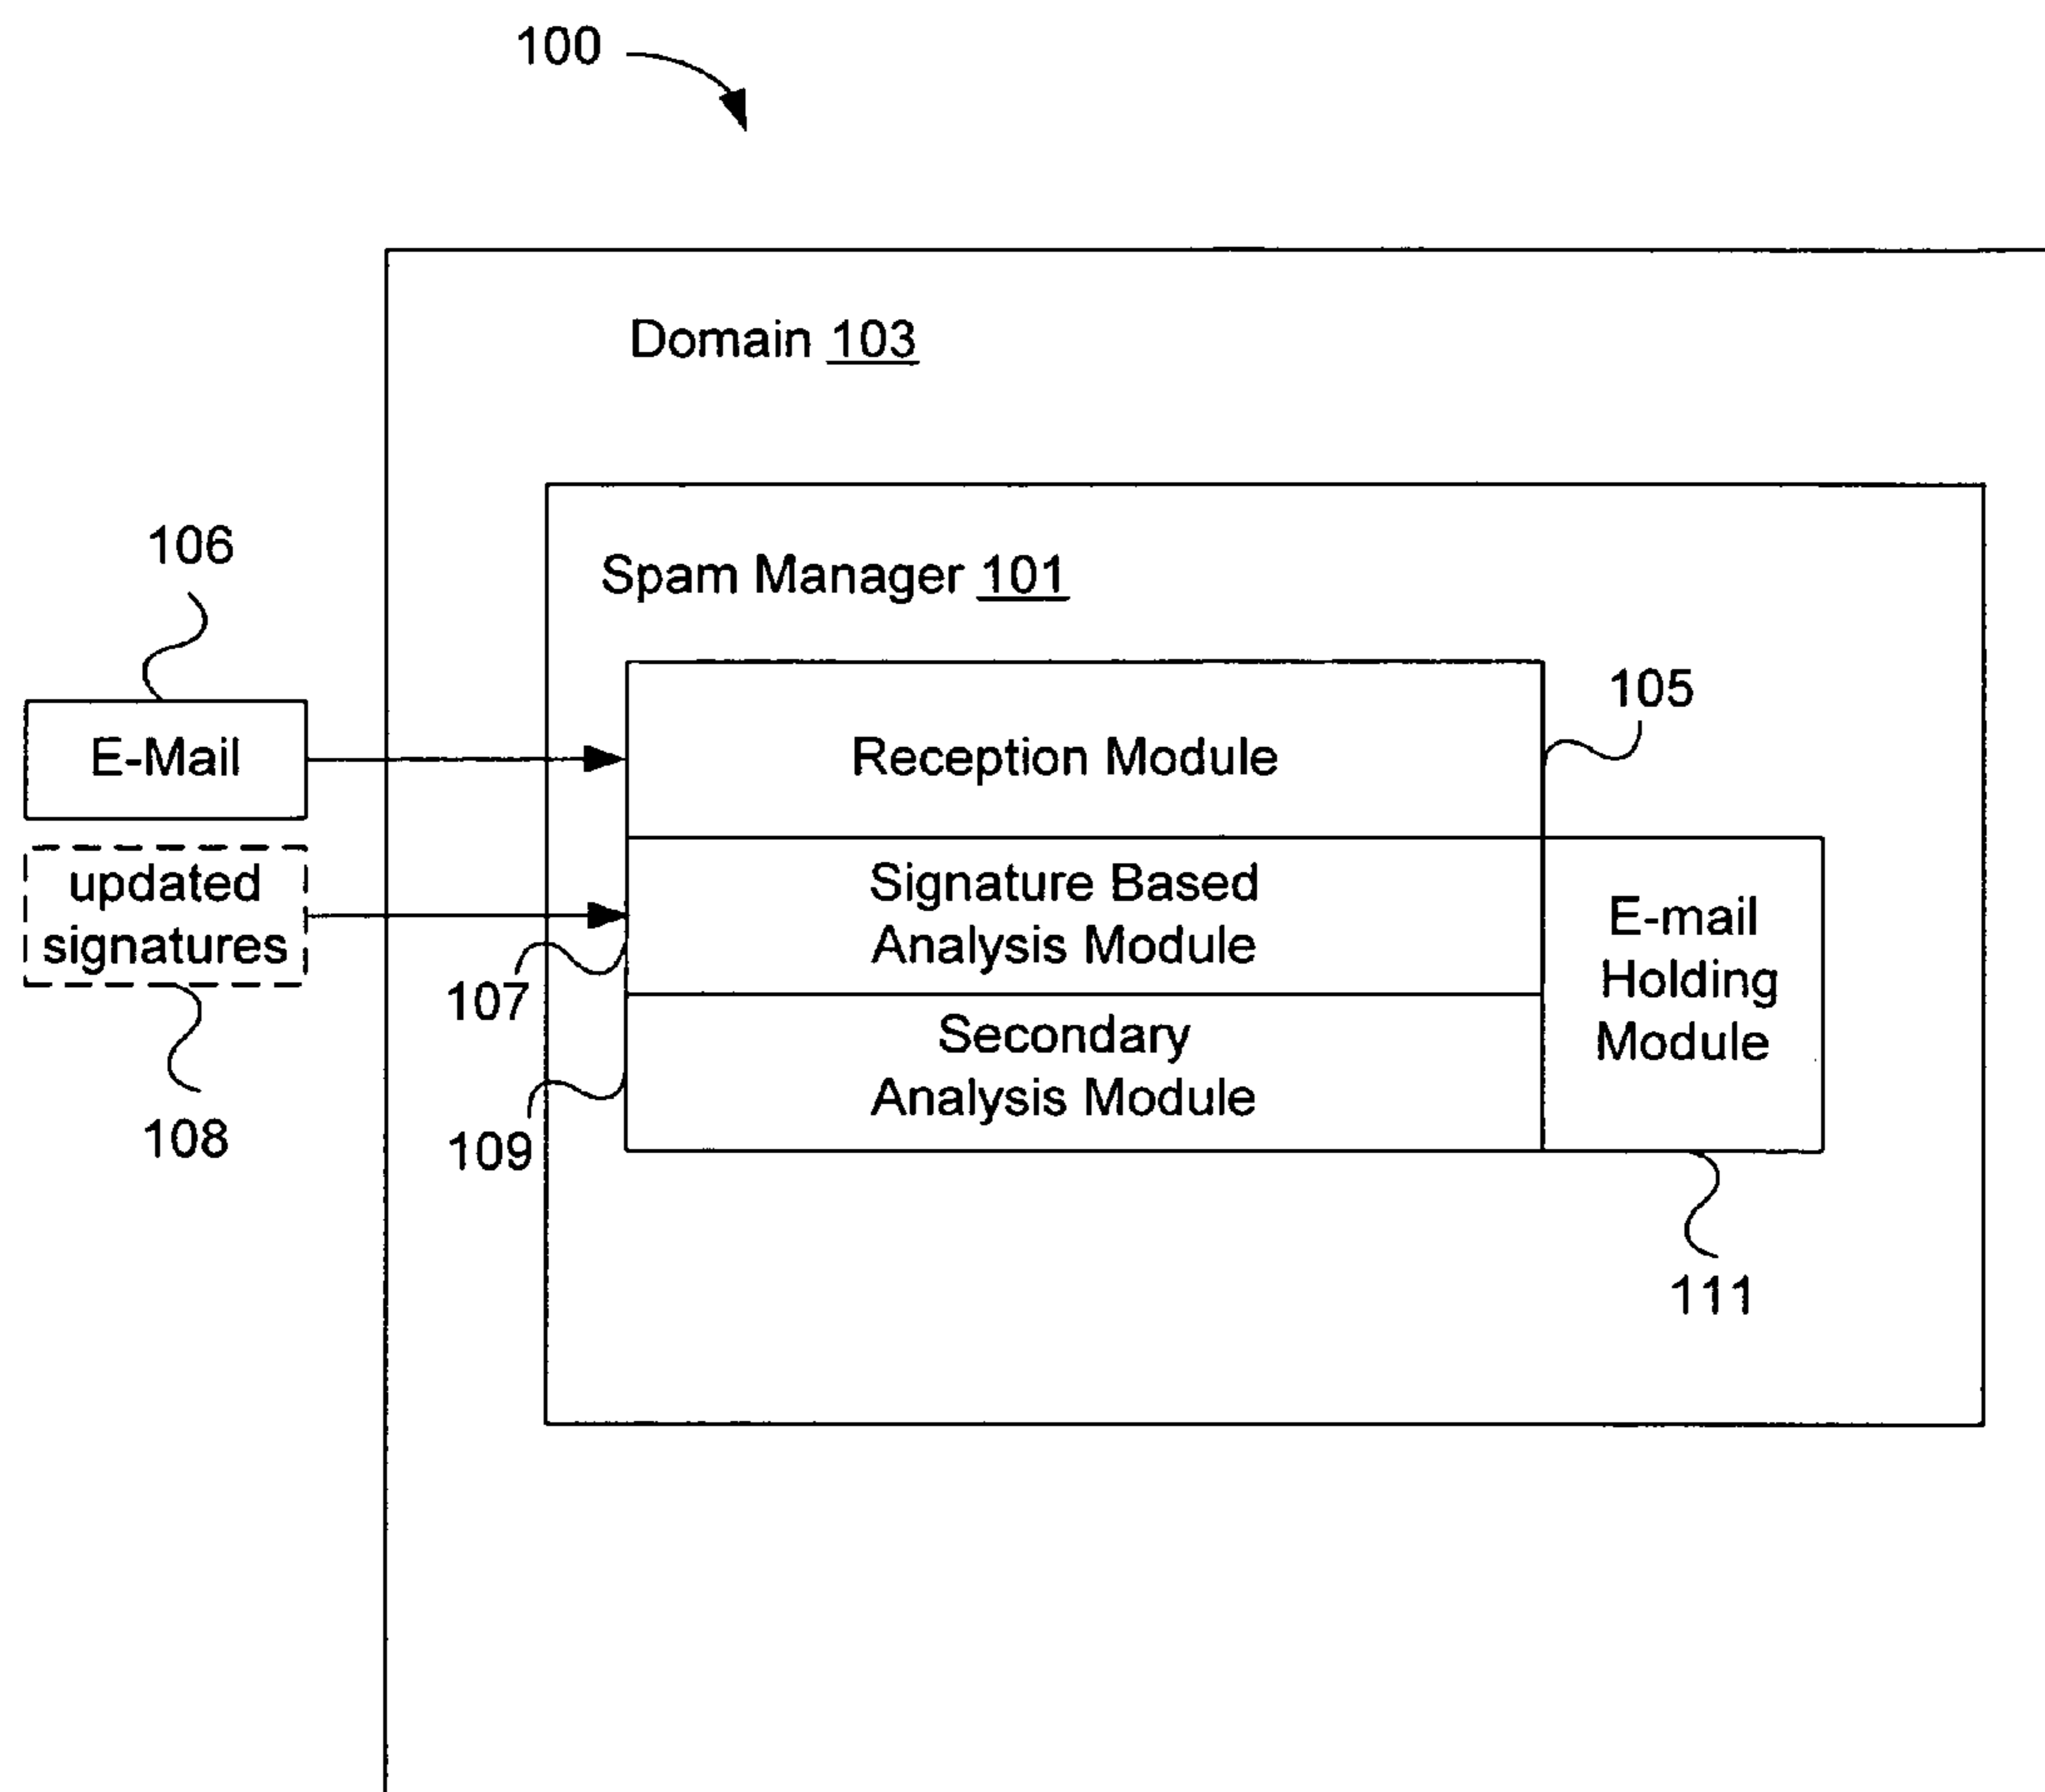 100
Domain 103
106
Spam Manager 101
105
E-Mail
Reception Module
updated
signatures
Signature Based
Analysis Module
E-mail
Holding
Module
107
Secondary
Analysis Module
108
109
111